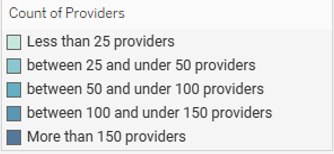 Count of Providers
Less than 25 providers
between 25 and under 50 providers
between 50 and under 100 providers
between 100 and under 150 providers
More than 150 providers